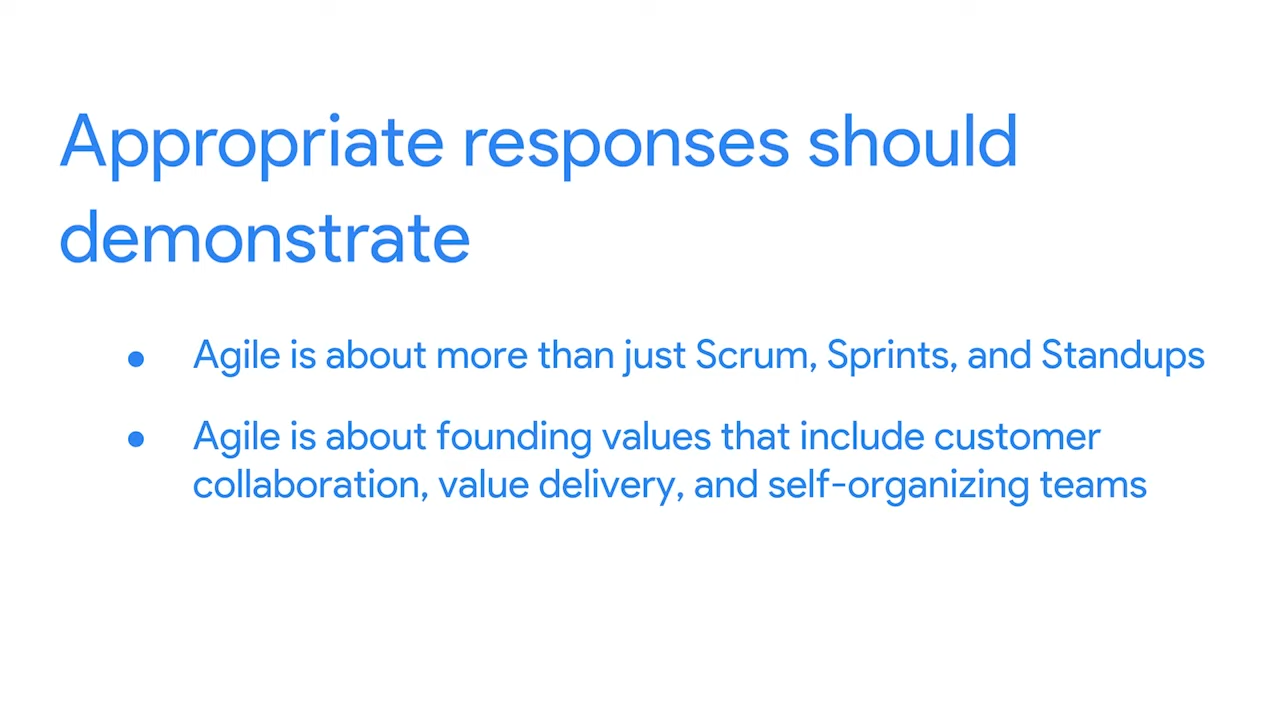 Appropriate responses should
demonstrate
● Agile is about more than just Scrum, Sprints, and Standups
● Agile is about founding values that include customer
collaboration, value delivery, and self-organizing teams